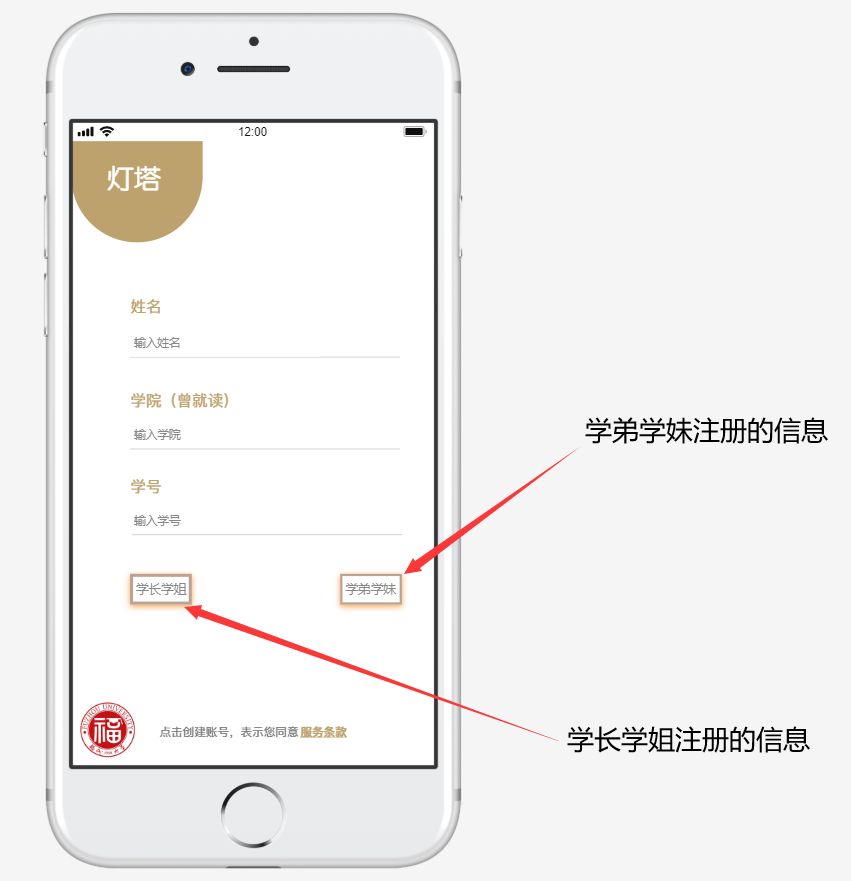 12:00
灯塔
姓名
输入姓名
学院（曾就读）
输入学院
学号
输入学号
学长学姐
学弟学妹
学弟学妹注册的信息
学长学姐注册的信息
FUZHOU UNIVERSITY
福
点击创建账号，表示您同意服务条款